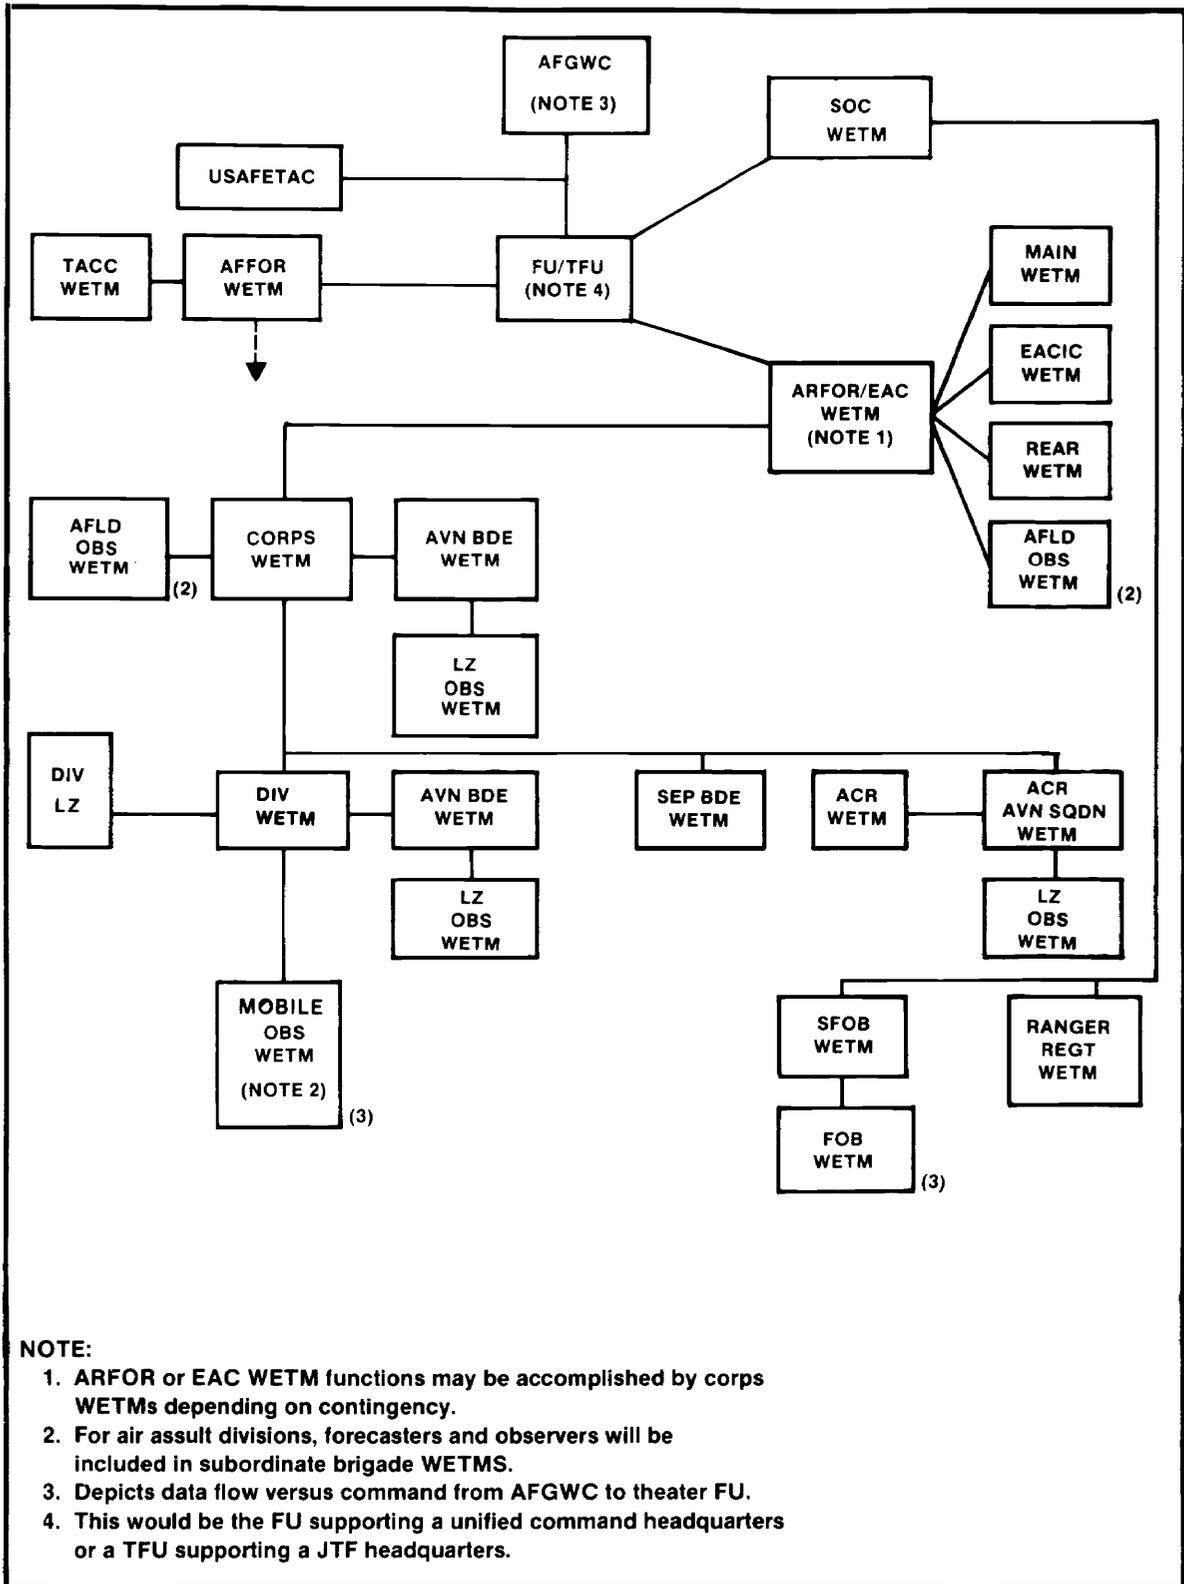 AFGWC
(NOTE 3)
SOC
WETM
USAFETAC
TACC
WETM
AFFOR
WETM
FU/TFU
(NOTE 4)
MAIN
WETM
EACIC
WETM
ARFOR/EAC
WETM
(NOTE 1)
REAR
WETM
AFLD
OBS
WETM
(2)
AFLD
OBS
WETM
(2)
CORPS
WETM
AVN BDE
WETM
LZ
OBS
WETM
DIV
LZ
DIV
WETM
AVN BDE
WETM
SEP BDE
WETM
ACR
WETM
ACR
AVN SQDN
WETM
LZ
OBS
WETM
LZ
OBS
WETM
MOBILE
OBS
WETM
(NOTE 2)
(3)
SFOB
WETM
RANGER
REGT
WETM
FOB
WETM
(3)
NOTE:
1. ARFOR or EAC WETM functions may be accomplished by corps
WETMs depending on contingency.
2. For air assult divisions, forecasters and observers will be
included in subordinate brigade WETMS.
3. Depicts data flow versus command from AFGWC to theater FU.
4. This would be the FU supporting a unified command headquarters
or a TFU supporting a JTF headquarters.